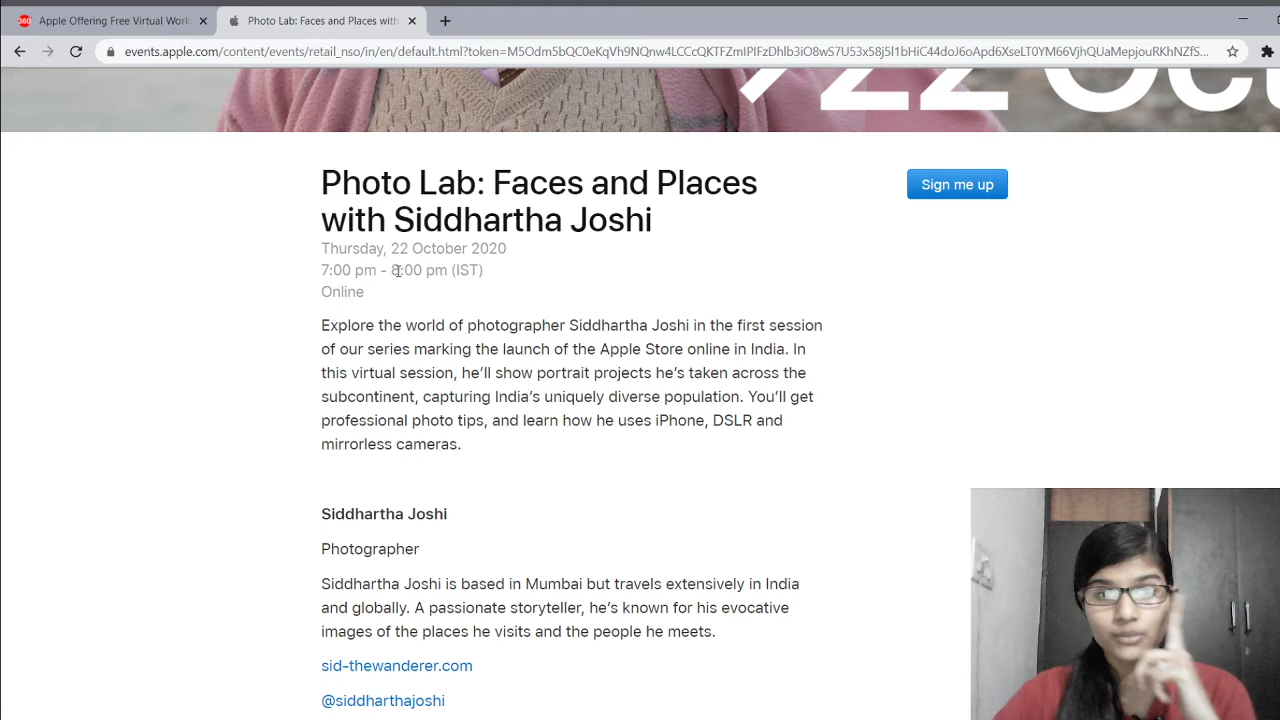 360
Apple Offering Free Virtual Work
Photo Lab: Faces and Places with
events.apple.com/content/events/retail_nso/in/en/default.html?token=M5Odm5bQC0eKqVh9NQnw4LCCcQKTFZmIPIFzDhlb3iO8wS7U53x58j5l1bHiC44doJ6oApd6XseLT0YM66VjhQUaMepjouRKhNZfS...
22 Oct
Photo Lab: Faces and Places
with Siddhartha Joshi
Sign me up
Thursday, 22 October 2020
7:00 pm - 8:00 pm (IST)
Online
Explore the world of photographer Siddhartha Joshi in the first session
of our series marking the launch of the Apple Store online in India. In
this virtual session, he’ll show portrait projects he’s taken across the
subcontinent, capturing India’s uniquely diverse population. You’ll get
professional photo tips, and learn how he uses iPhone, DSLR and
mirrorless cameras.
Siddhartha Joshi
Photographer
Siddhartha Joshi is based in Mumbai but travels extensively in India
and globally. A passionate storyteller, he’s known for his evocative
images of the places he visits and the people he meets.
sid-thewanderer.com
@siddharthajoshi